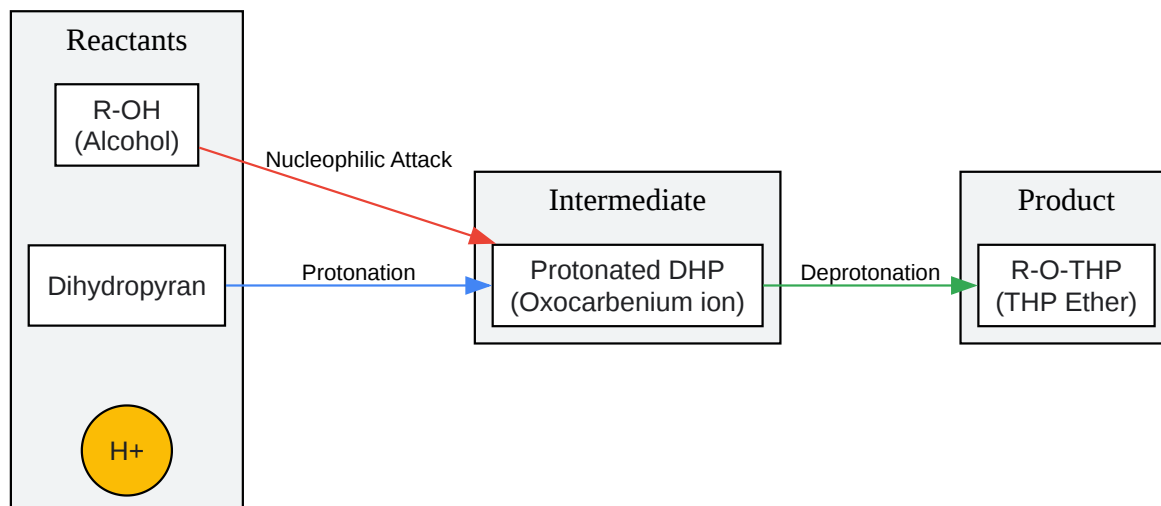 Reactants
R-OH
(Alcohol)
Nucleophilic Attack
Dihydropyran
Protonation
H+
Intermediate
Protonated DHP
(Oxocarbenium ion)
Deprotonation
Product
R-O-THP
(THP Ether)